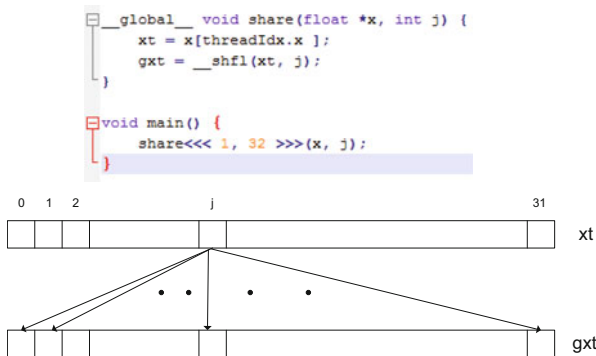 __global__ void share(float *x, int j) {
xt = x[threadIdx.x ];
gxt = __shfl(xt, j);
}
void main() {
share<<< 1, 32 >>>(x, j);
}
0 1 2 j 31
xt
gxt